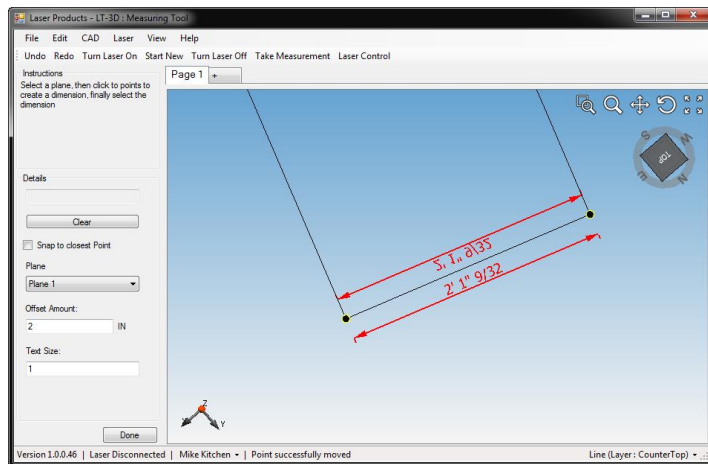 Laser Products - LT-3D : Measuring Tool
File Edit CAD Laser View Help
Undo Redo Turn Laser On Start New Turn Laser Off Take Measurement Laser Control
Instructions
Select a plane, then click to points to
create a dimension, finally select the
dimension
Page 1 +
Details
Clear
Snap to closest Point
Plane
Plane 1
Offset Amount:
2 IN
Text Size:
1
Done
S W
TOP
E N
2' 1" 9/32
2' 1" 9/32
Z
X Y
Version 1.0.0.46 | Laser Disconnected | Mike Kitchen | Point successfully moved Line (Layer : CounterTop)